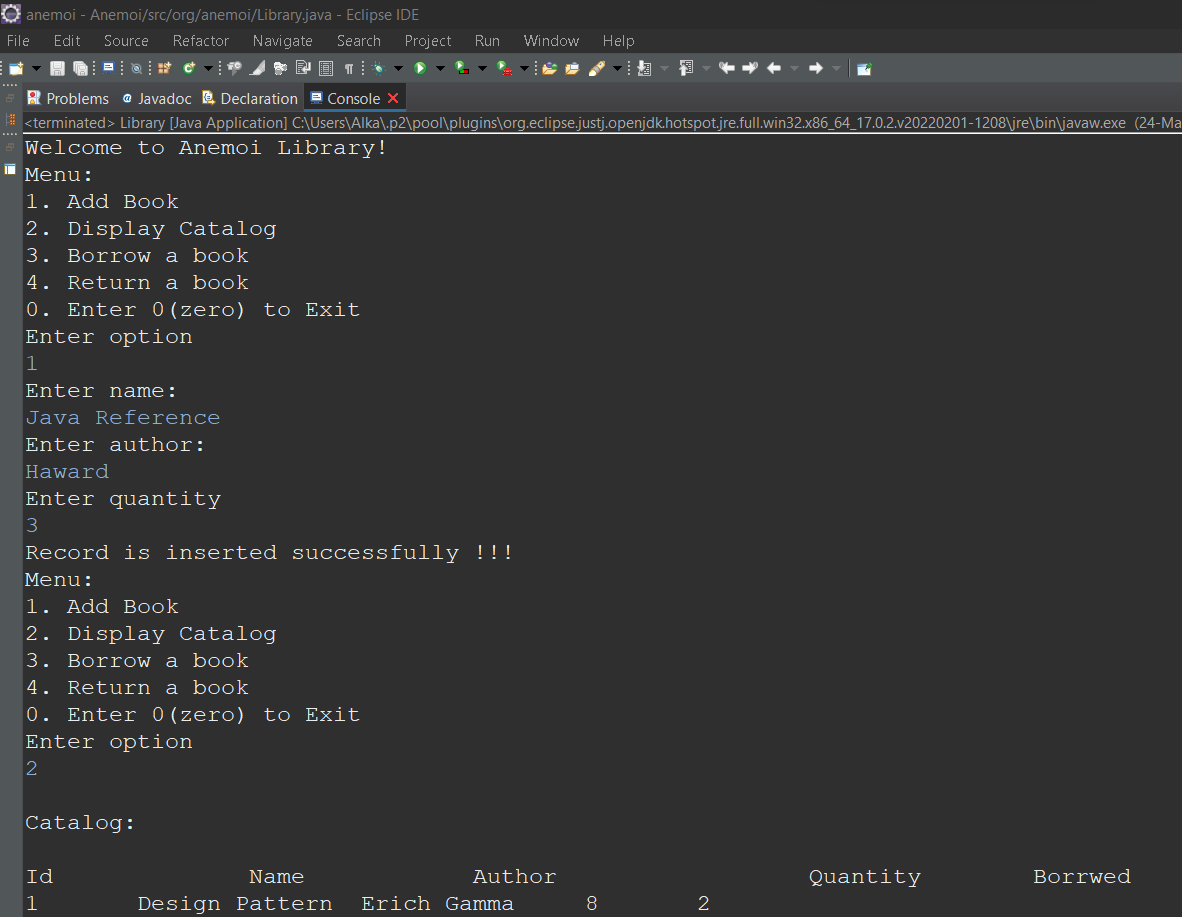 anemoi - Anemoi/src/org/anemoi/Library.java - Eclipse IDE
File Edit Source Refactor Navigate Search Project Run Window Help
Problems @ Javadoc Declaration Console
<terminated> Library [Java Application] C:\Users\Alka\.p2\pool\plugins\org.eclipse.justj.openjdk.hotspot.jre.full.win32.x86_64_17.0.2.v20220201-1208\jre\bin\javaw.exe (24-Ma
Welcome to Anemoi Library!
Menu:
1. Add Book
2. Display Catalog
3. Borrow a book
4. Return a book
0. Enter 0(zero) to Exit
Enter option
1
Enter name:
Java Reference
Enter author:
Haward
Enter quantity
3
Record is inserted successfully !!!
Menu:
1. Add Book
2. Display Catalog
3. Borrow a book
4. Return a book
0. Enter 0(zero) to Exit
Enter option
2
Catalog:
Id Name Author Quantity Borrwed
1 Design Pattern Erich Gamma 8 2